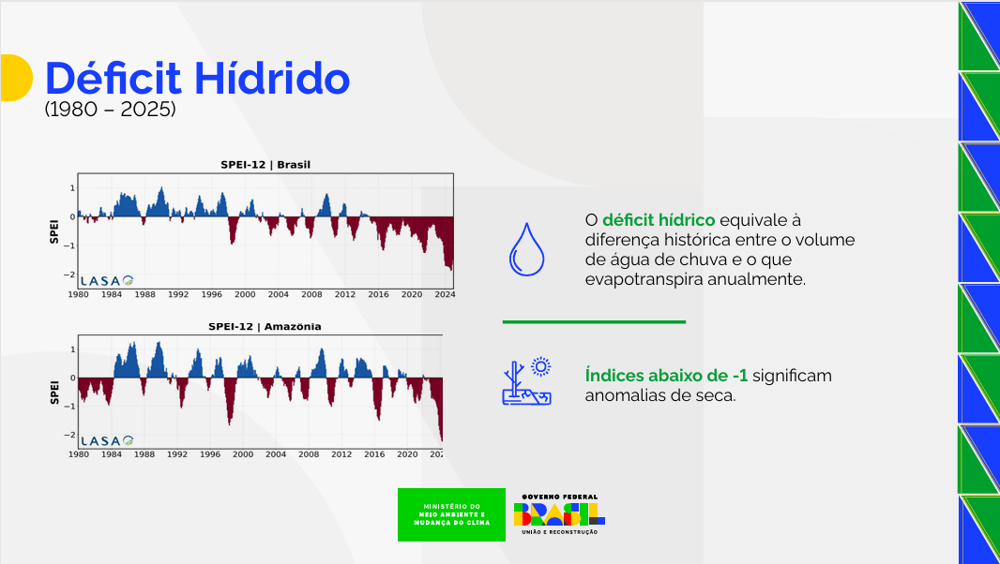 Déficit Hídrido
(1980 – 2025)
SPEI-12 | Brasil
SPEI
1
0
−1
−2
LASA
1980 1984 1988 1992 1996 2000 2004 2008 2012 2016 2020 2024
SPEI-12 | Amazônia
SPEI
1
0
−1
−2
LASA
1980 1984 1988 1992 1996 2000 2004 2008 2012 2016 2020 202
O déficit hídrico equivale à
diferença histórica entre o volume
de água de chuva e o que
evapotranspira anualmente.
Índices abaixo de -1 significam
anomalias de seca.
MINISTÉRIO DO
MEIO AMBIENTE E
MUDANÇA DO CLIMA
GOVERNO FEDERAL
BRASIL
UNIÃO E RECONSTRUÇÃO